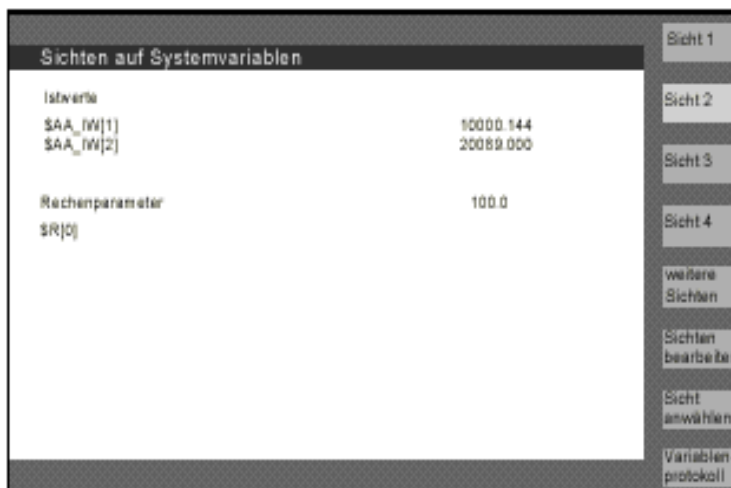 Sichten auf Systemvariablen
Istwerte
$AA_IW[1] 10000.144
$AA_IW[2] 20089.000
Rechenparameter 100.0
$R[0]
Sicht 1
Sicht 2
Sicht 3
Sicht 4
weitere
Sichten
Sichten
bearbeite
Sicht
anwählen
Variablen
protokoll